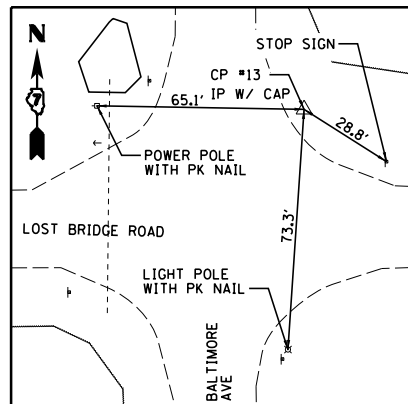 N
STOP SIGN
CP #13
IP W/ CAP
65.1'
28.8'
7
POWER POLE
WITH PK NAIL
73.3'
LOST BRIDGE ROAD
LIGHT POLE
WITH PK NAIL
BALTIMORE
AVE